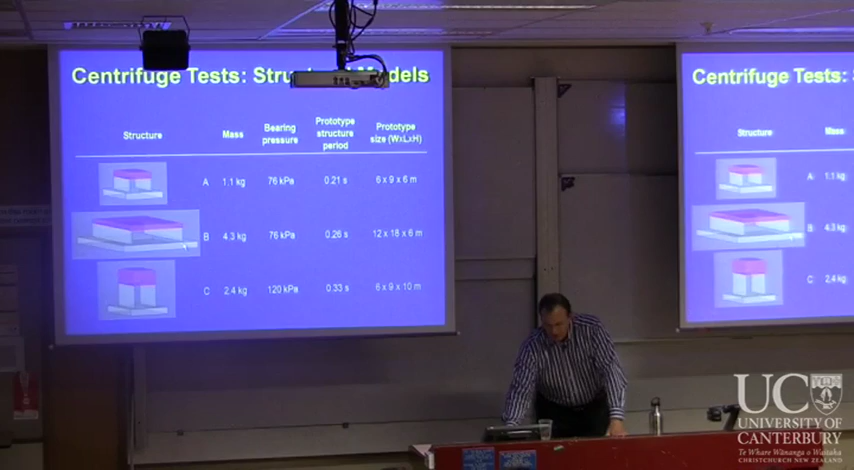 Centrifuge Tests: Structural Models
Structure
Mass
Bearing
pressure
Prototype
structure
period
Prototype
size (WxLxH)
A 1.1 kg 76 kPa 0.21 s 6 x 9 x 6 m
B 4.3 kg 76 kPa 0.26 s 12 x 18 x 6 m
C 2.4 kg 120 kPa 0.33 s 6 x 9 x 10 m
Centrifuge Tests:
Structure
Mass
A 1.1 kg
B 4.3 kg
C 2.4 kg
UC
UNIVERSITY OF
CANTERBURY
Te Whare Wānanga o Waitaha
CHRISTCHURCH NEW ZEALAND